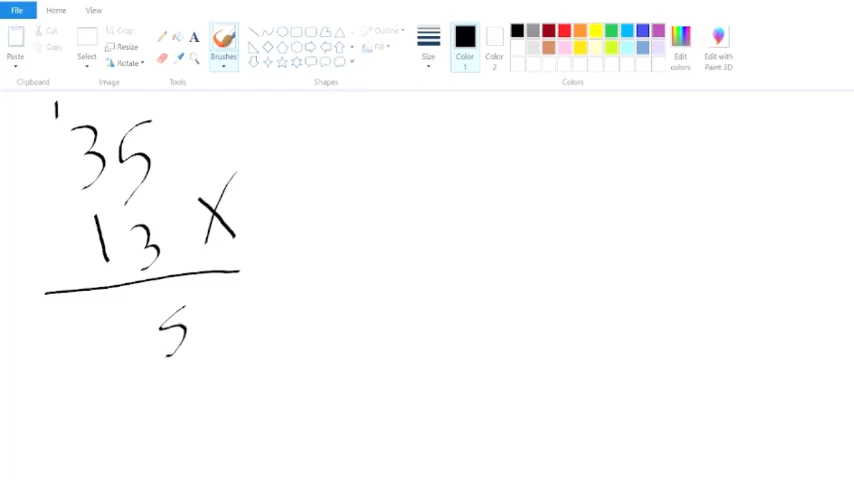 File Home View
Cut
Copy
Paste
Select
Crop
Resize
Rotate
A
Brushes
Outline
Fill
Size
Color 1
Color 2
Edit colors
Edit with Paint 3D
Clipboard Image Tools Shapes Colors
1
35
13 X
5